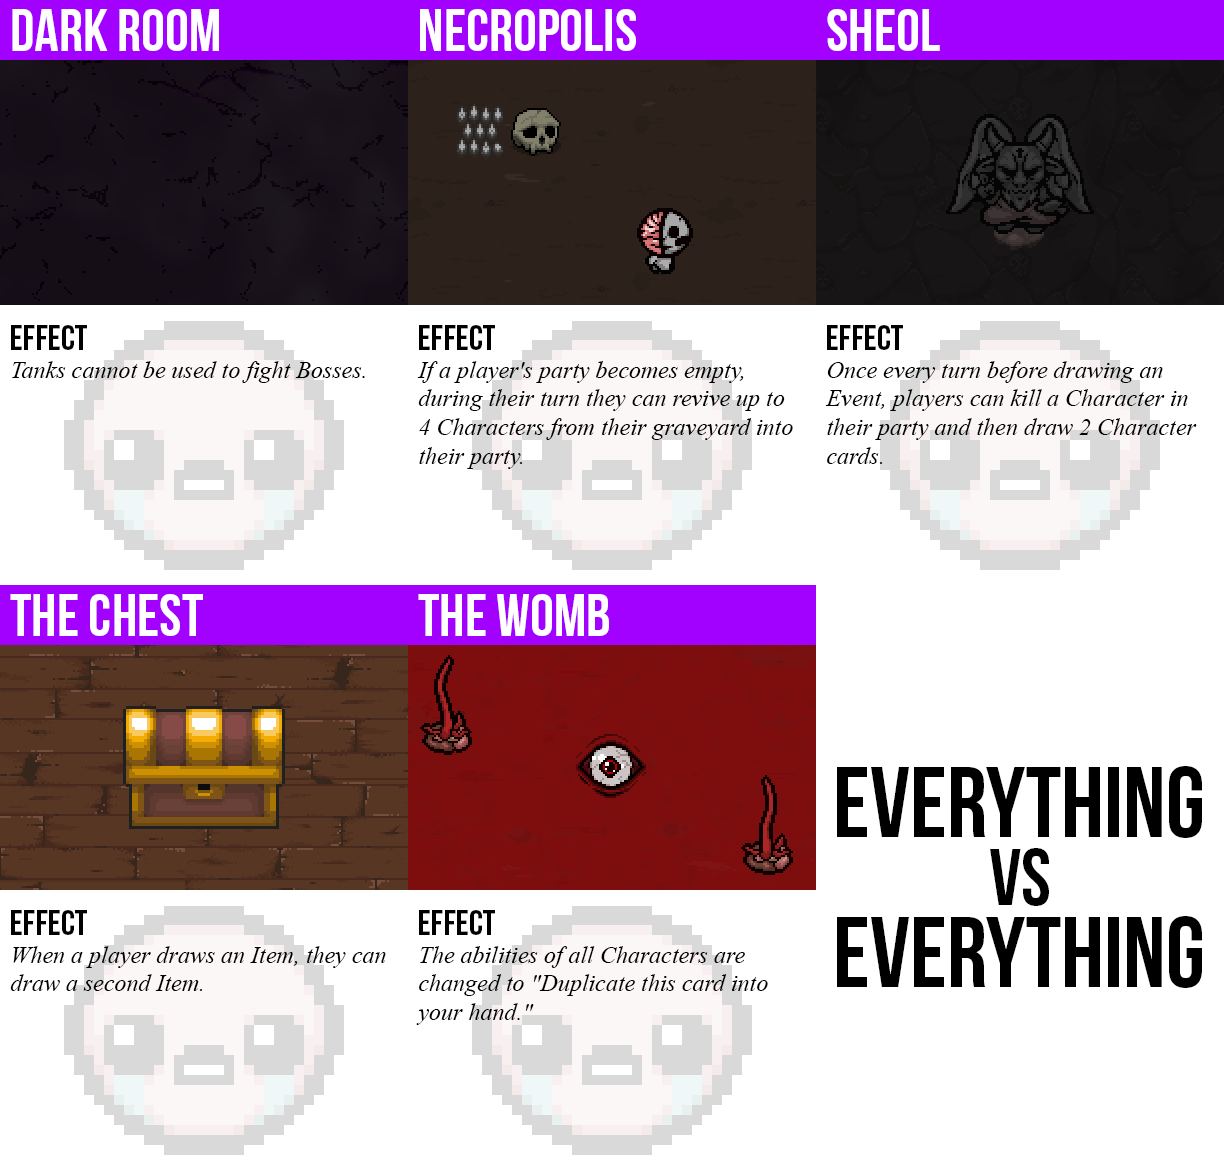 DARK ROOM
EFFECT
Tanks cannot be used to fight Bosses.
NECROPOLIS
EFFECT
If a player's party becomes empty,
during their turn they can revive up to
4 Characters from their graveyard into
their party.
SHEOL
EFFECT
Once every turn before drawing an
Event, players can kill a Character in
their party and then draw 2 Character
cards.
THE CHEST
EFFECT
When a player draws an Item, they can
draw a second Item.
THE WOMB
EFFECT
The abilities of all Characters are
changed to "Duplicate this card into
your hand."
EVERYTHING
VS
EVERYTHING